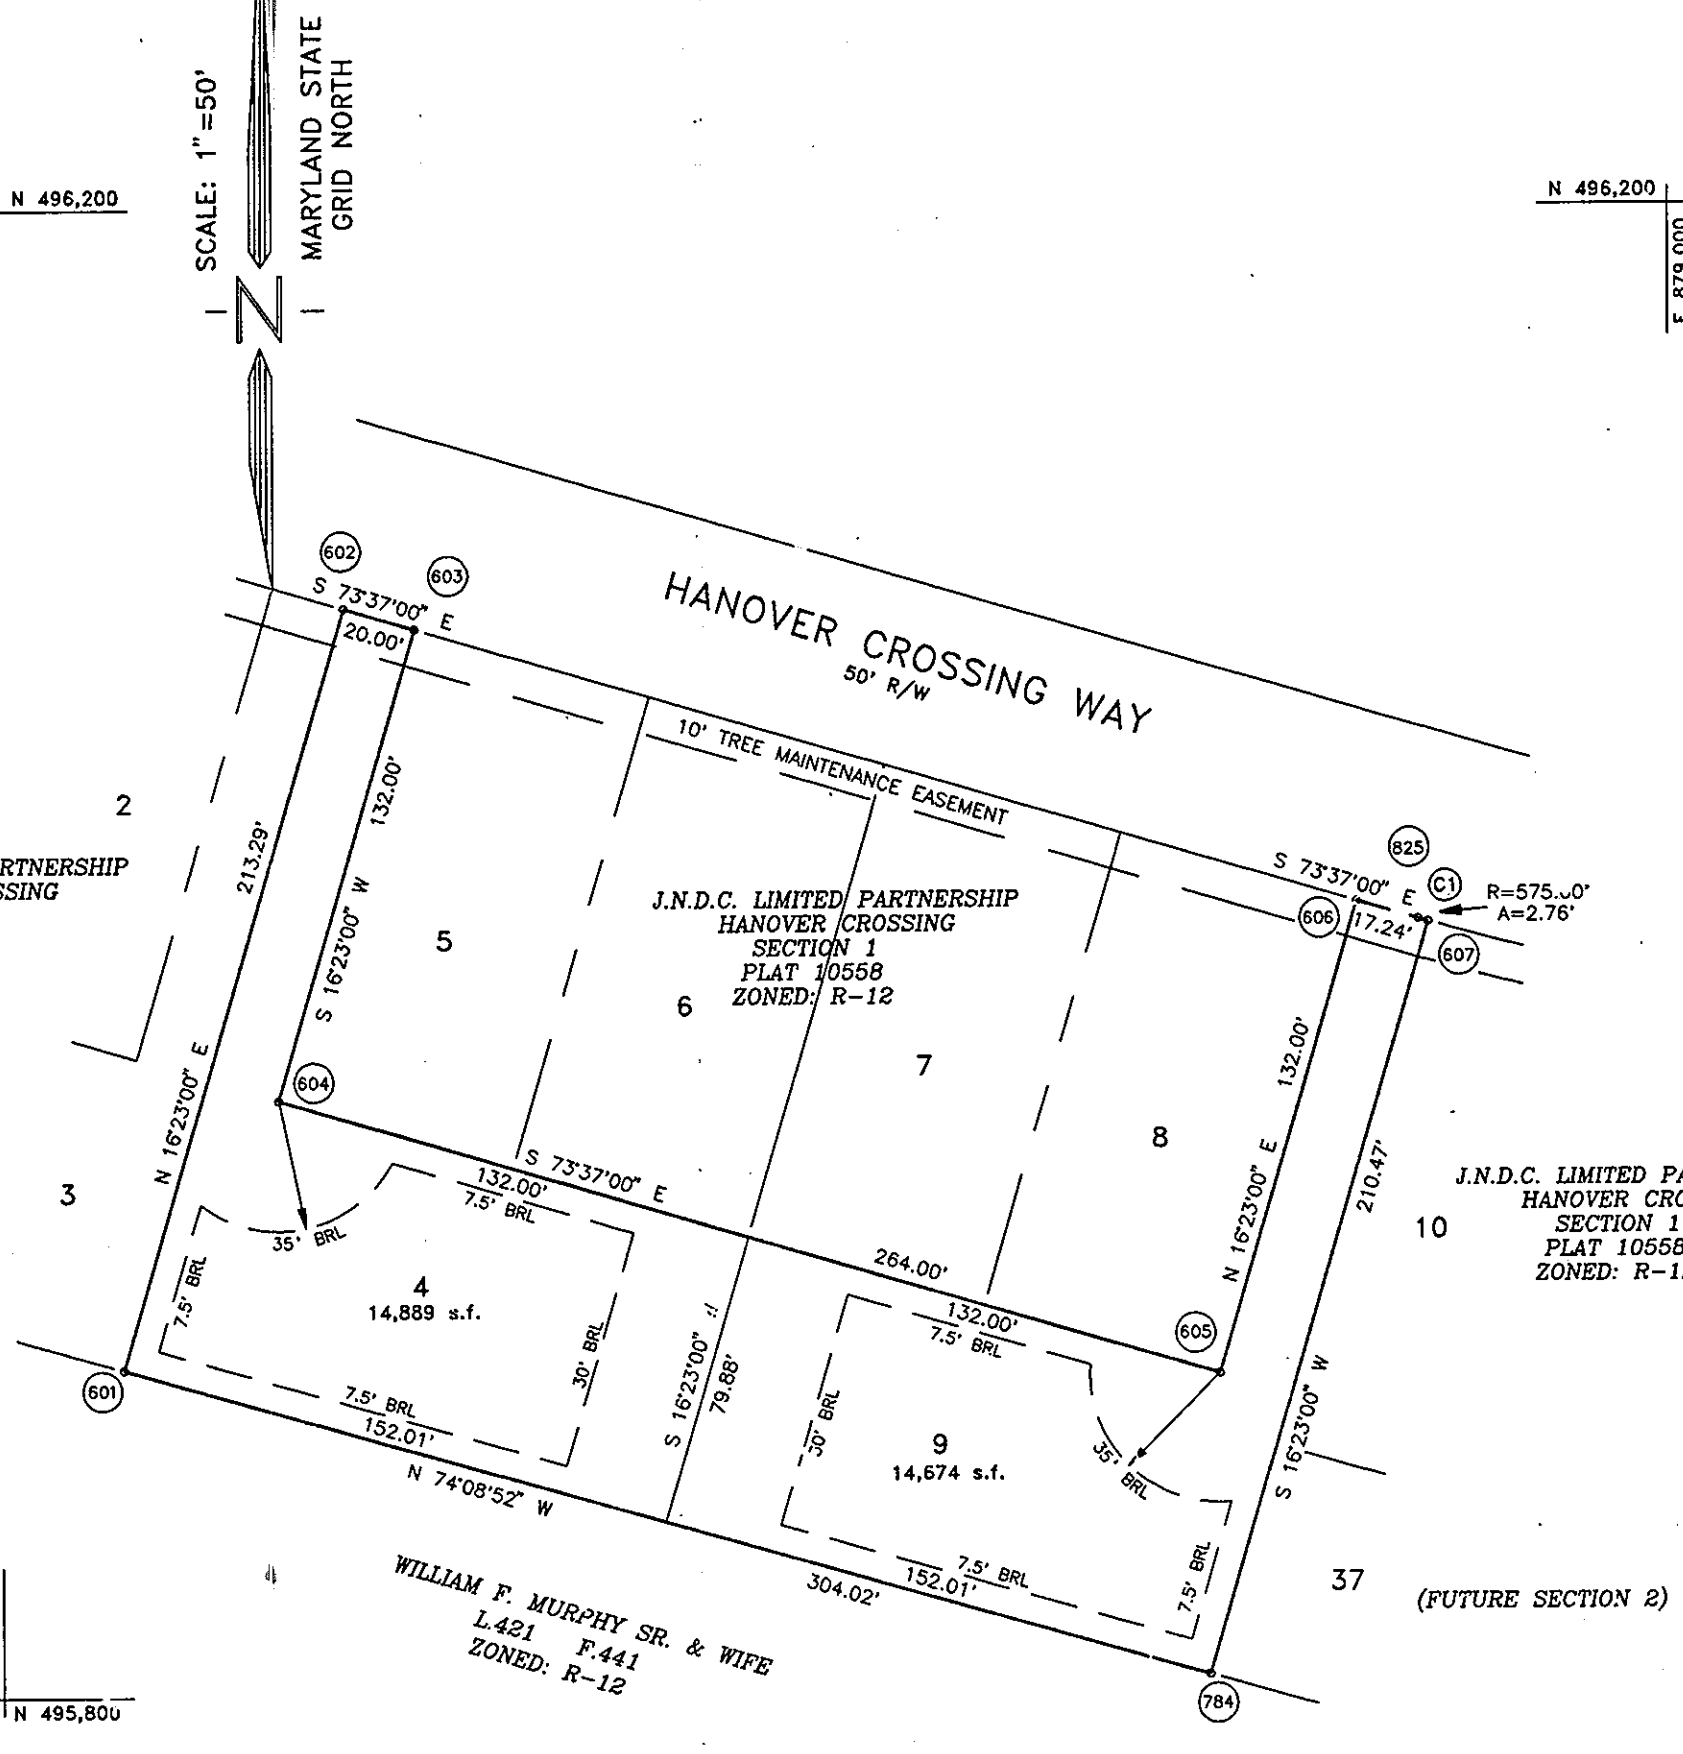 SCALE: 1"=50'
MARYLAND STATE
GRID NORTH
N 496,200
N 496,200
E 879,000
N
602
603
S 73°37'00" E
20.00'
HANOVER CROSSING WAY
50' R/W
10' TREE MAINTENANCE EASEMENT
213.29'
N 16°23'00" E
132.00'
S 16°23'00" W
2
RTNERSHIP
SSING
3
5
J.N.D.C. LIMITED PARTNERSHIP
HANOVER CROSSING
SECTION 1
PLAT 10558
ZONED: R-12
6
7
8
825
S 73°37'00" E
C1
R=575.00'
A=2.76'
606
17.24'
607
132.00'
N 16°23'00" E
210.47'
S 16°23'00" W
10
J.N.D.C. LIMITED PA
HANOVER CRO
SECTION 1
PLAT 10558
ZONED: R-1
604
S 73°37'00" E
132.00'
7.5' BRL
35' BRL
7.5' BRL
4
14,889 s.f.
30' BRL
7.5' BRL
152.01'
N 74°08'52" W
601
264.00'
132.00'
7.5' BRL
605
S 16°23'00"
79.88'
30' BRL
9
14,674 s.f.
35' BRL
7.5' BRL
7.5' BRL
152.01'
304.02'
784
37
(FUTURE SECTION 2)
WILLIAM F. MURPHY SR. & WIFE
L.421 F.441
ZONED: R-12
N 495,800